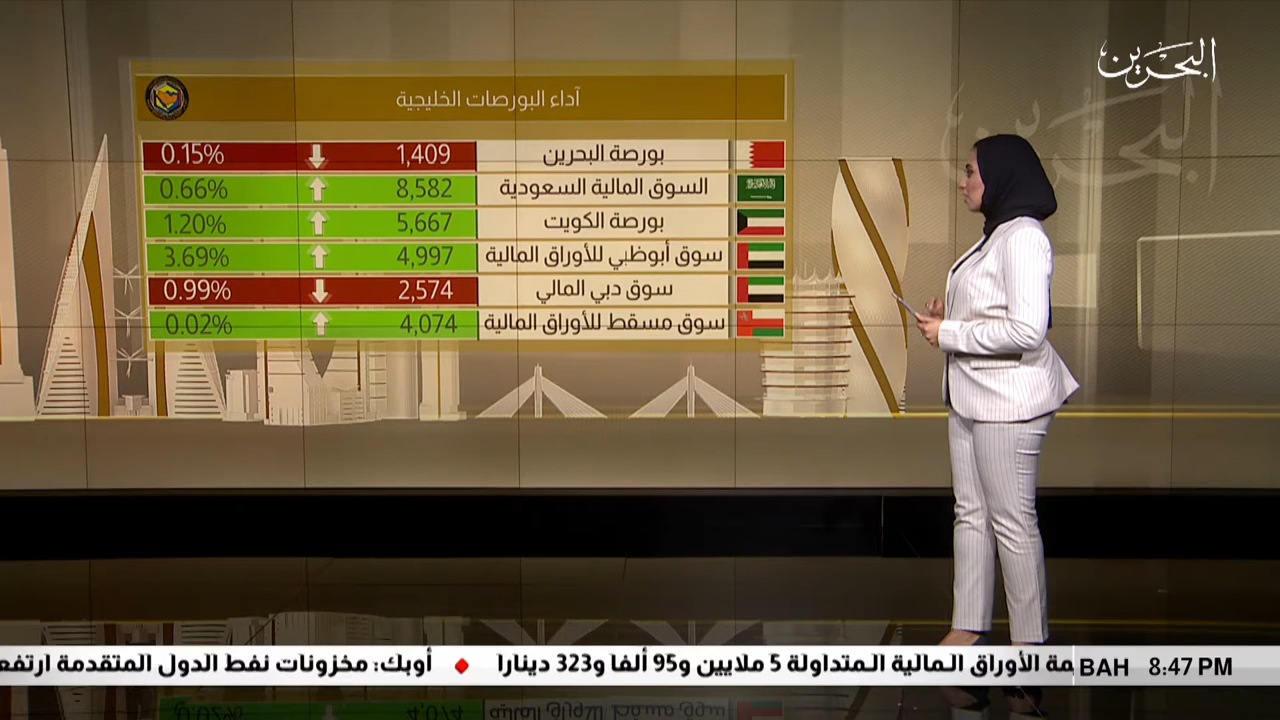 البحرين
آداء البورصات الخليجية
بورصة البحرين 1,409 0.15%
السوق المالية السعودية 8,582 0.66%
بورصة الكويت 5,667 1.20%
سوق أبوظبي للأوراق المالية 4,997 3.69%
سوق دبي المالي 2,574 0.99%
سوق مسقط للأوراق المالية 4,074 0.02%
BAH 8:47 PM
مة الأوراق المالية المتداولة 5 ملايين و95 ألفا و323 دينارا أوبك: مخزونات نفط الدول المتقدمة ارتفع